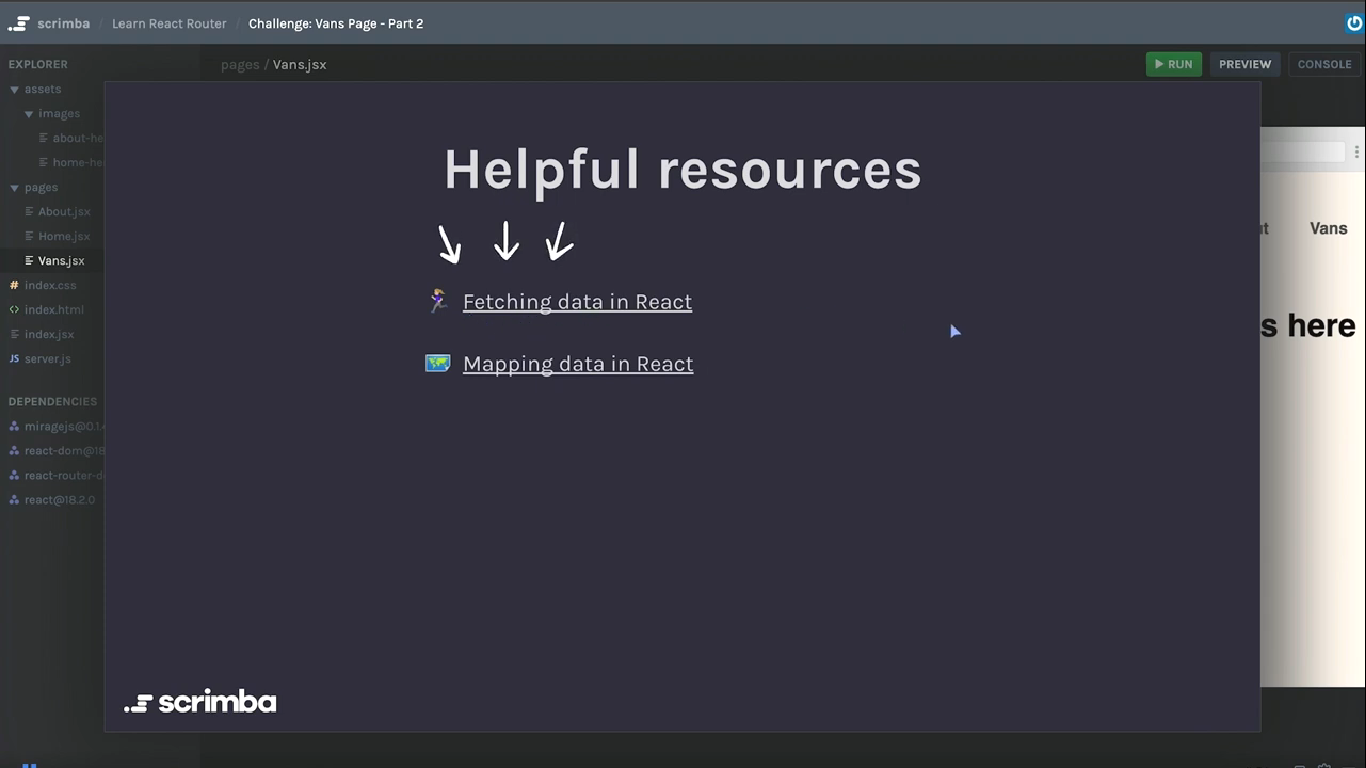 scrimba / Learn React Router / Challenge: Vans Page - Part 2
EXPLORER
pages / Vans.jsx
RUN
PREVIEW
CONSOLE
assets
images
about-he
home-he
pages
About.jsx
Home.jsx
Vans.jsx
# index.css
<> index.html
index.jsx
JS server.js
DEPENDENCIES
miragejs@0.1.4
react-dom@18
react-router-d
react@18.2.0
Helpful resources
Fetching data in React
Mapping data in React
scrimba
ut
Vans
s here